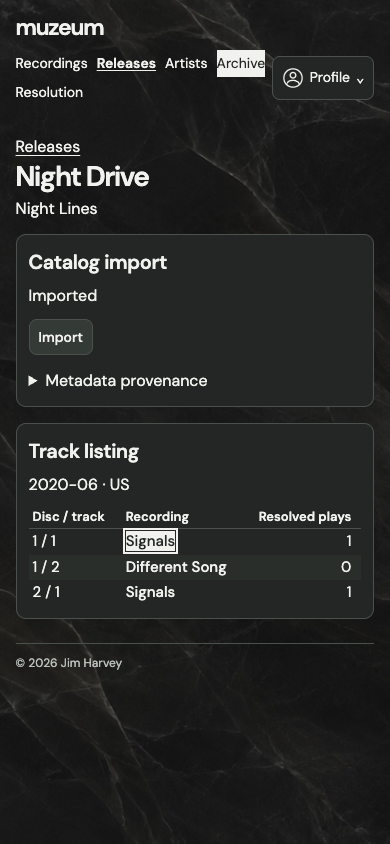 muzeum
Recordings Releases Artists Archive
Resolution
Profile
Releases
Night Drive
Night Lines
Catalog import
Imported
Import
Metadata provenance
Track listing
2020-06 · US
Disc / track Recording Resolved plays
1 / 1 Signals 1
1 / 2 Different Song 0
2 / 1 Signals 1
© 2026 Jim Harvey